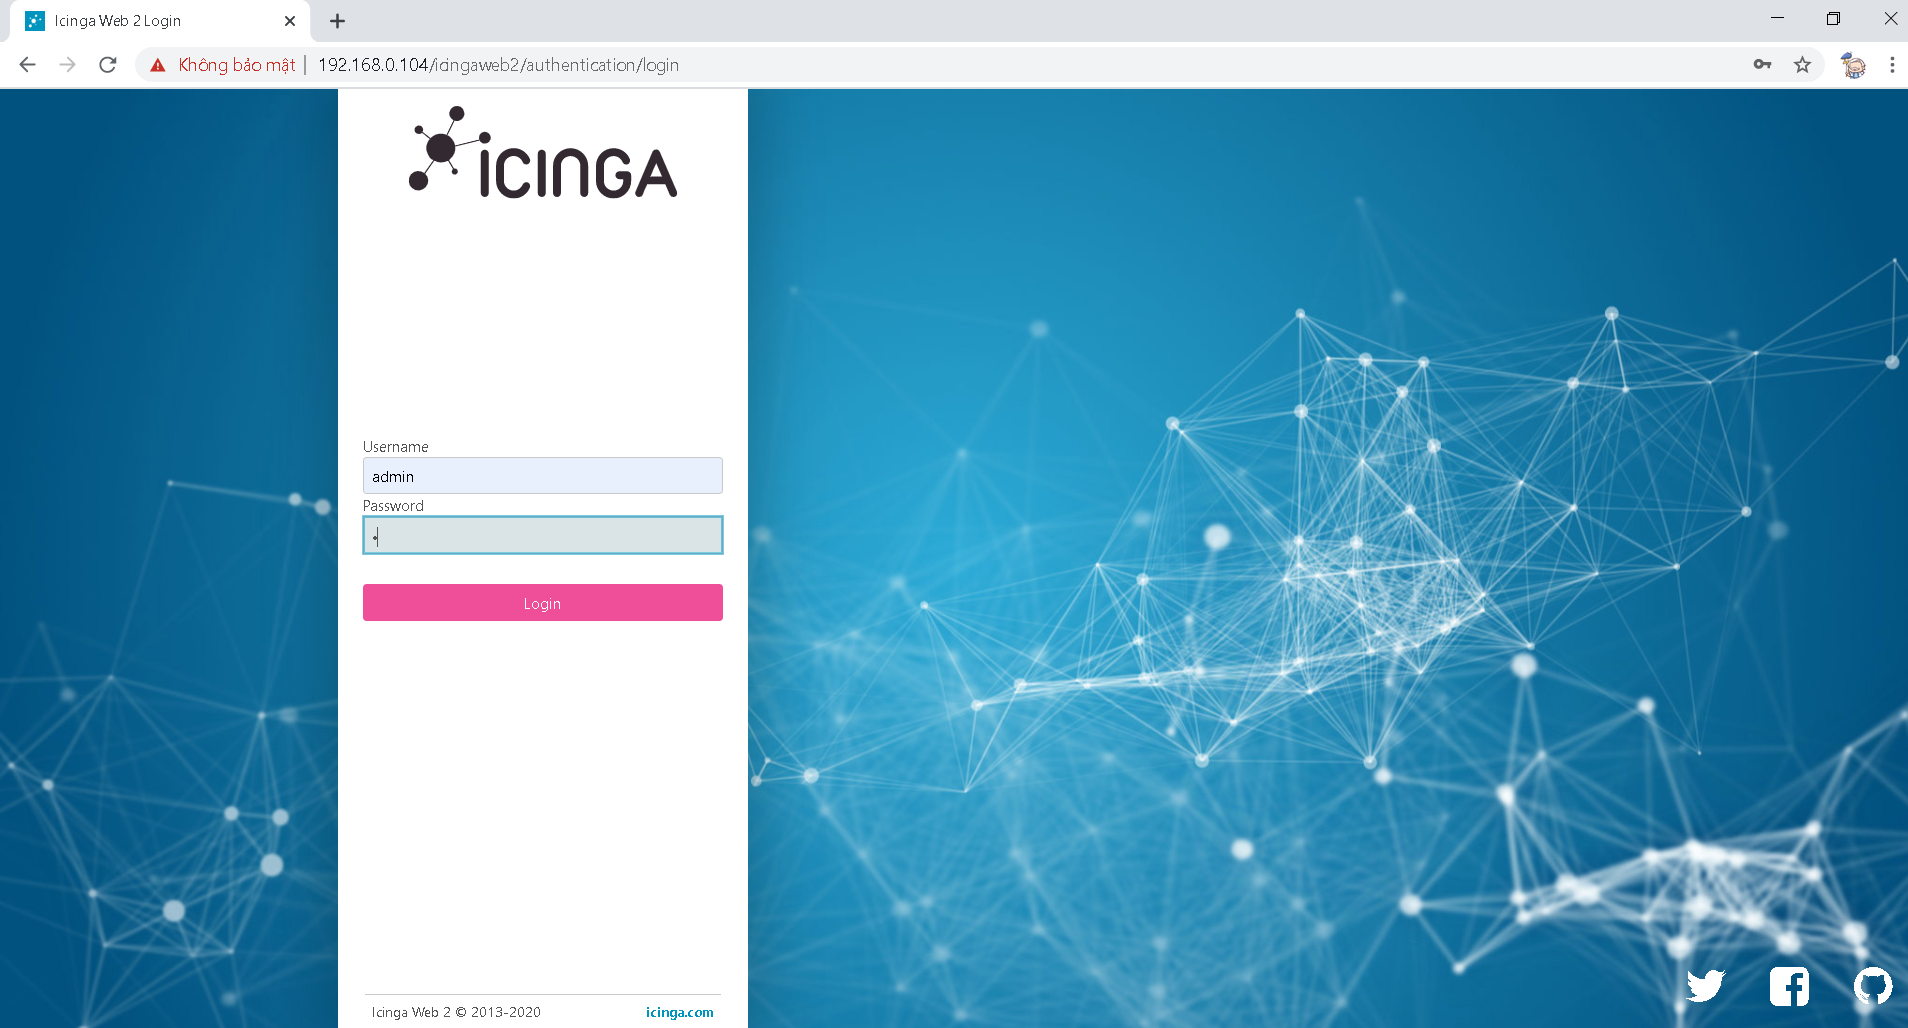 Icinga Web 2 Login
Không bảo mật
192.168.0.104/icingaweb2/authentication/login
ICINGA
Username
admin
Password
Login
Icinga Web 2 © 2013-2020
icinga.com